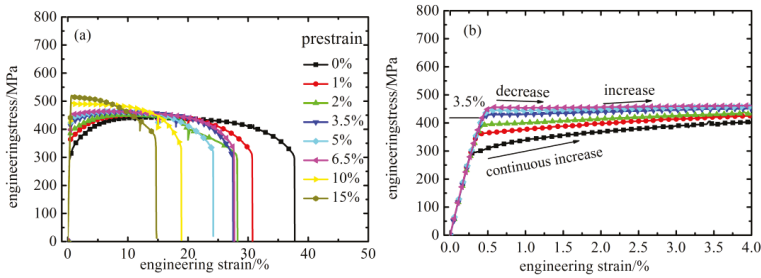 (a)
prestrain
0%
1%
2%
3.5%
5%
6.5%
10%
15%
800
700
600
500
400
300
200
100
0
engineeringstress/MPa
0 10 20 30 40 50
engineering strain/%
(b)
800
700
600
500
400
300
200
100
0
engineeringstress/MPa
decrease increase
3.5%
continuous increase
0.0 0.5 1.0 1.5 2.0 2.5 3.0 3.5 4.0
engineering strain/%